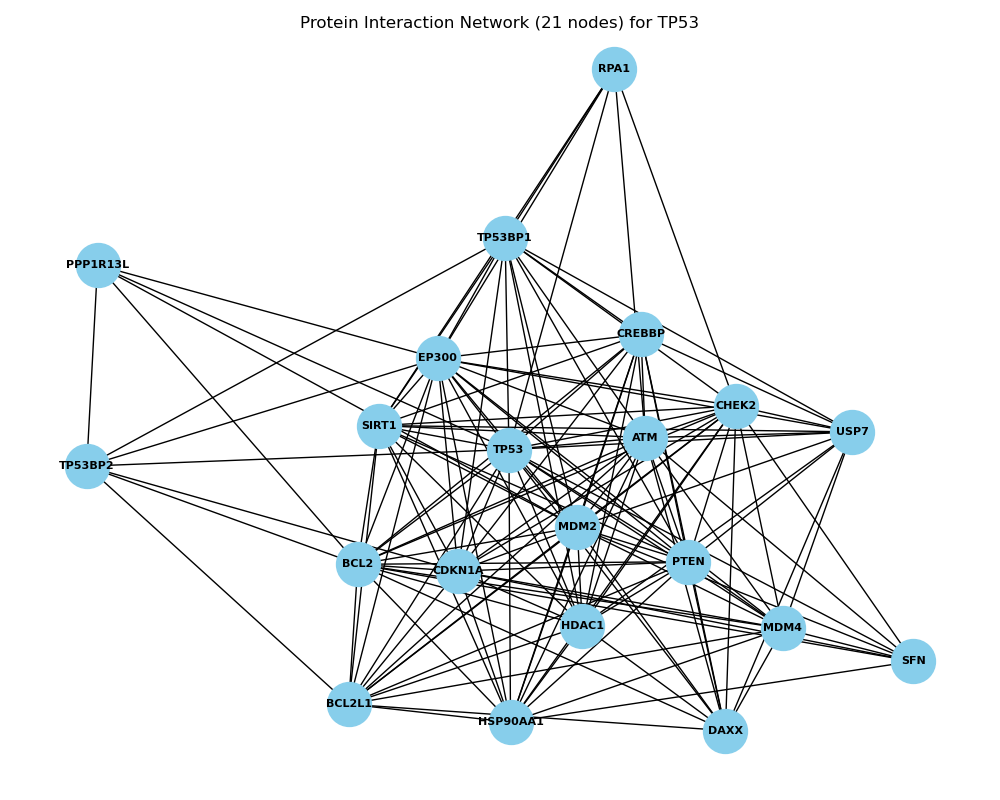 Protein Interaction Network (21 nodes) for TP53
RPA1
TP53BP1
PPP1R13L
CREBBP
EP300
CHEK2
SIRT1
USP7
ATM
TP53
TP53BP2
MDM2
PTEN
BCL2
CDKN1A
HDAC1
MDM4
SFN
BCL2L1
HSP90AA1
DAXX